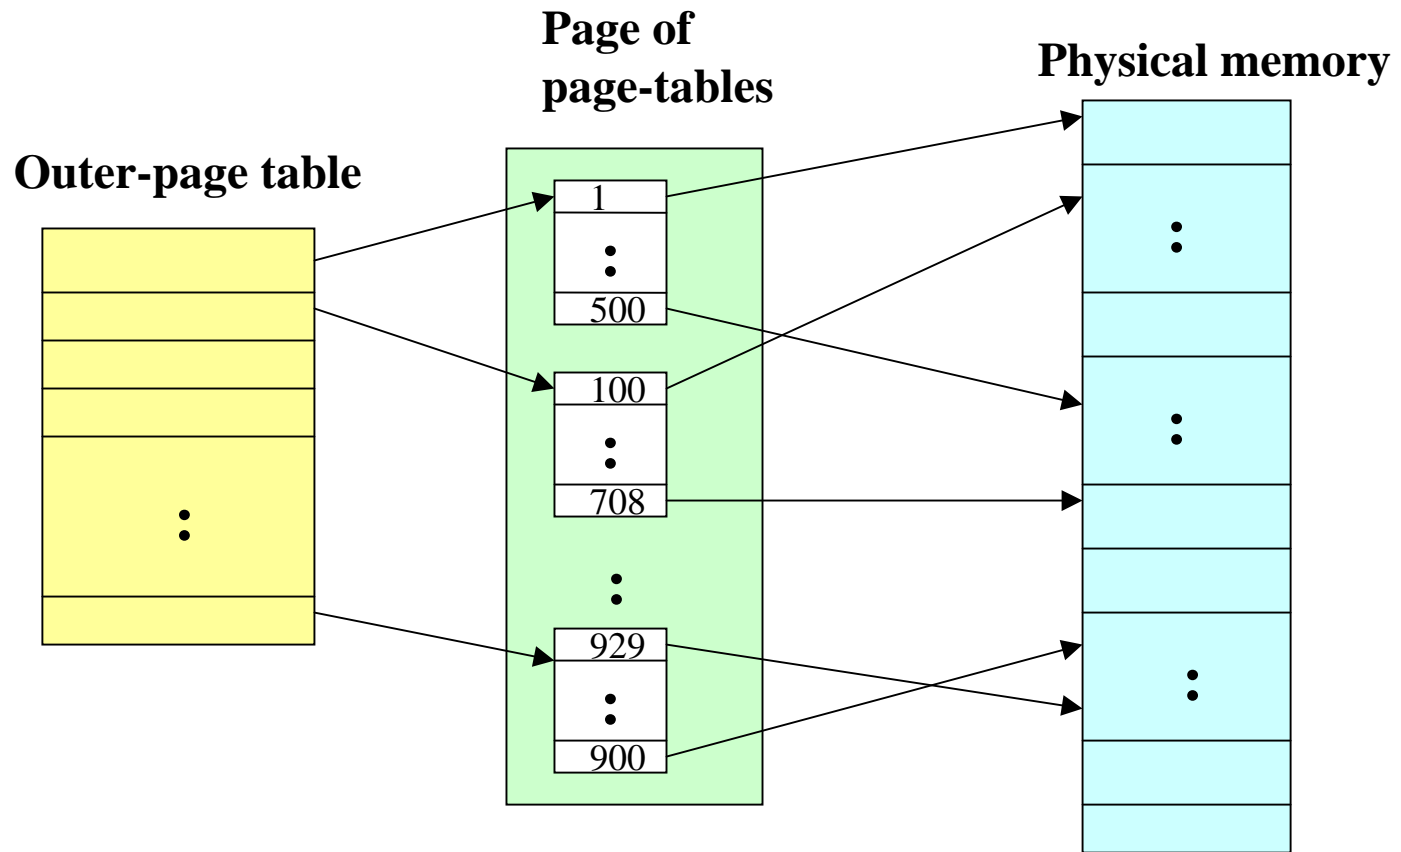 Page of
page-tables
Physical memory
Outer-page table
1
500
100
708
929
900